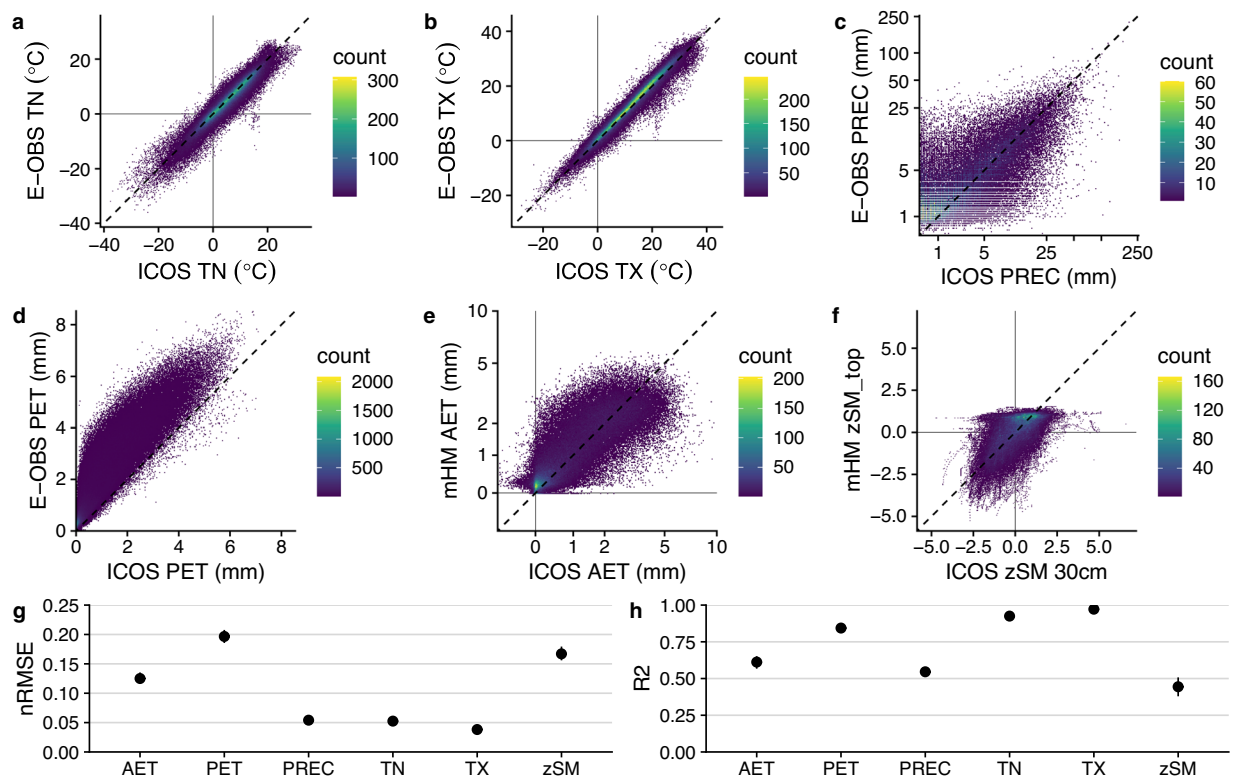 a
E−OBS TN (°C)
20
0
−20
−40
−40 −20 0 20
ICOS TN (°C)
count
300
200
100
b
E−OBS TX (°C)
40
20
0
−20
−20 0 20 40
ICOS TX (°C)
count
200
150
100
50
c
E−OBS PREC (mm)
250
100
50
25
5
1
1 5 25 250
ICOS PREC (mm)
count
60
50
40
30
20
10
d
E−OBS PET (mm)
8
6
4
2
0
0 2 4 6 8
ICOS PET (mm)
count
2000
1500
1000
500
e
mHM AET (mm)
10
5
2
1
0
0 1 2 5 10
ICOS AET (mm)
count
200
150
100
50
f
mHM zSM_top
5.0
2.5
0.0
−2.5
−5.0
−5.0 −2.5 0.0 2.5 5.0
ICOS zSM 30cm
count
160
120
80
40
g
nRMSE
0.25
0.20
0.15
0.10
0.05
0.00
AET PET PREC TN TX zSM
h
R2
1.00
0.75
0.50
0.25
0.00
AET PET PREC TN TX zSM